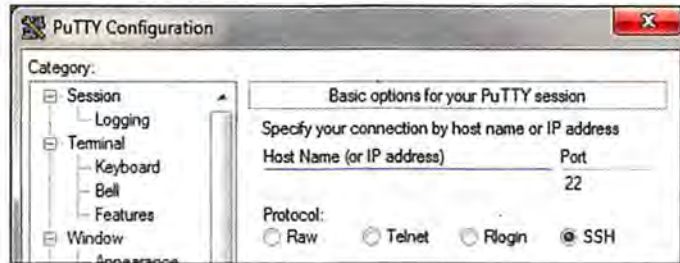 PuTTY Configuration
Category:
Session
Logging
Terminal
Keyboard
Bell
Features
Window
Appearance
Basic options for your PuTTY session
Specify your connection by host name or IP address
Host Name (or IP address)
Port
22
Protocol:
Raw
Telnet
Rlogin
SSH